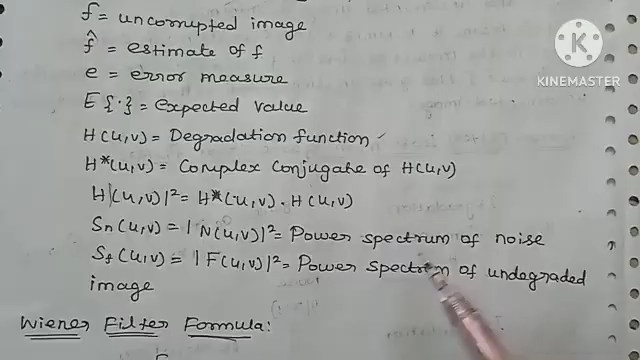 f = uncorrupted image
f̂ = estimate of f
e = error measure
E {·} = expected value
H(u,v) = Degradation function
H*(u,v) = Complex conjugate of H(u,v)
H|(u,v)|² = H*(u,v) . H(u,v)
Sn(u,v) = | N(u,v)|² = Power spectrum of noise
Sf(u,v) = | F(u,v)|² = Power spectrum of undegraded
image
Wiener Filter Formula:
K
KINEMASTER